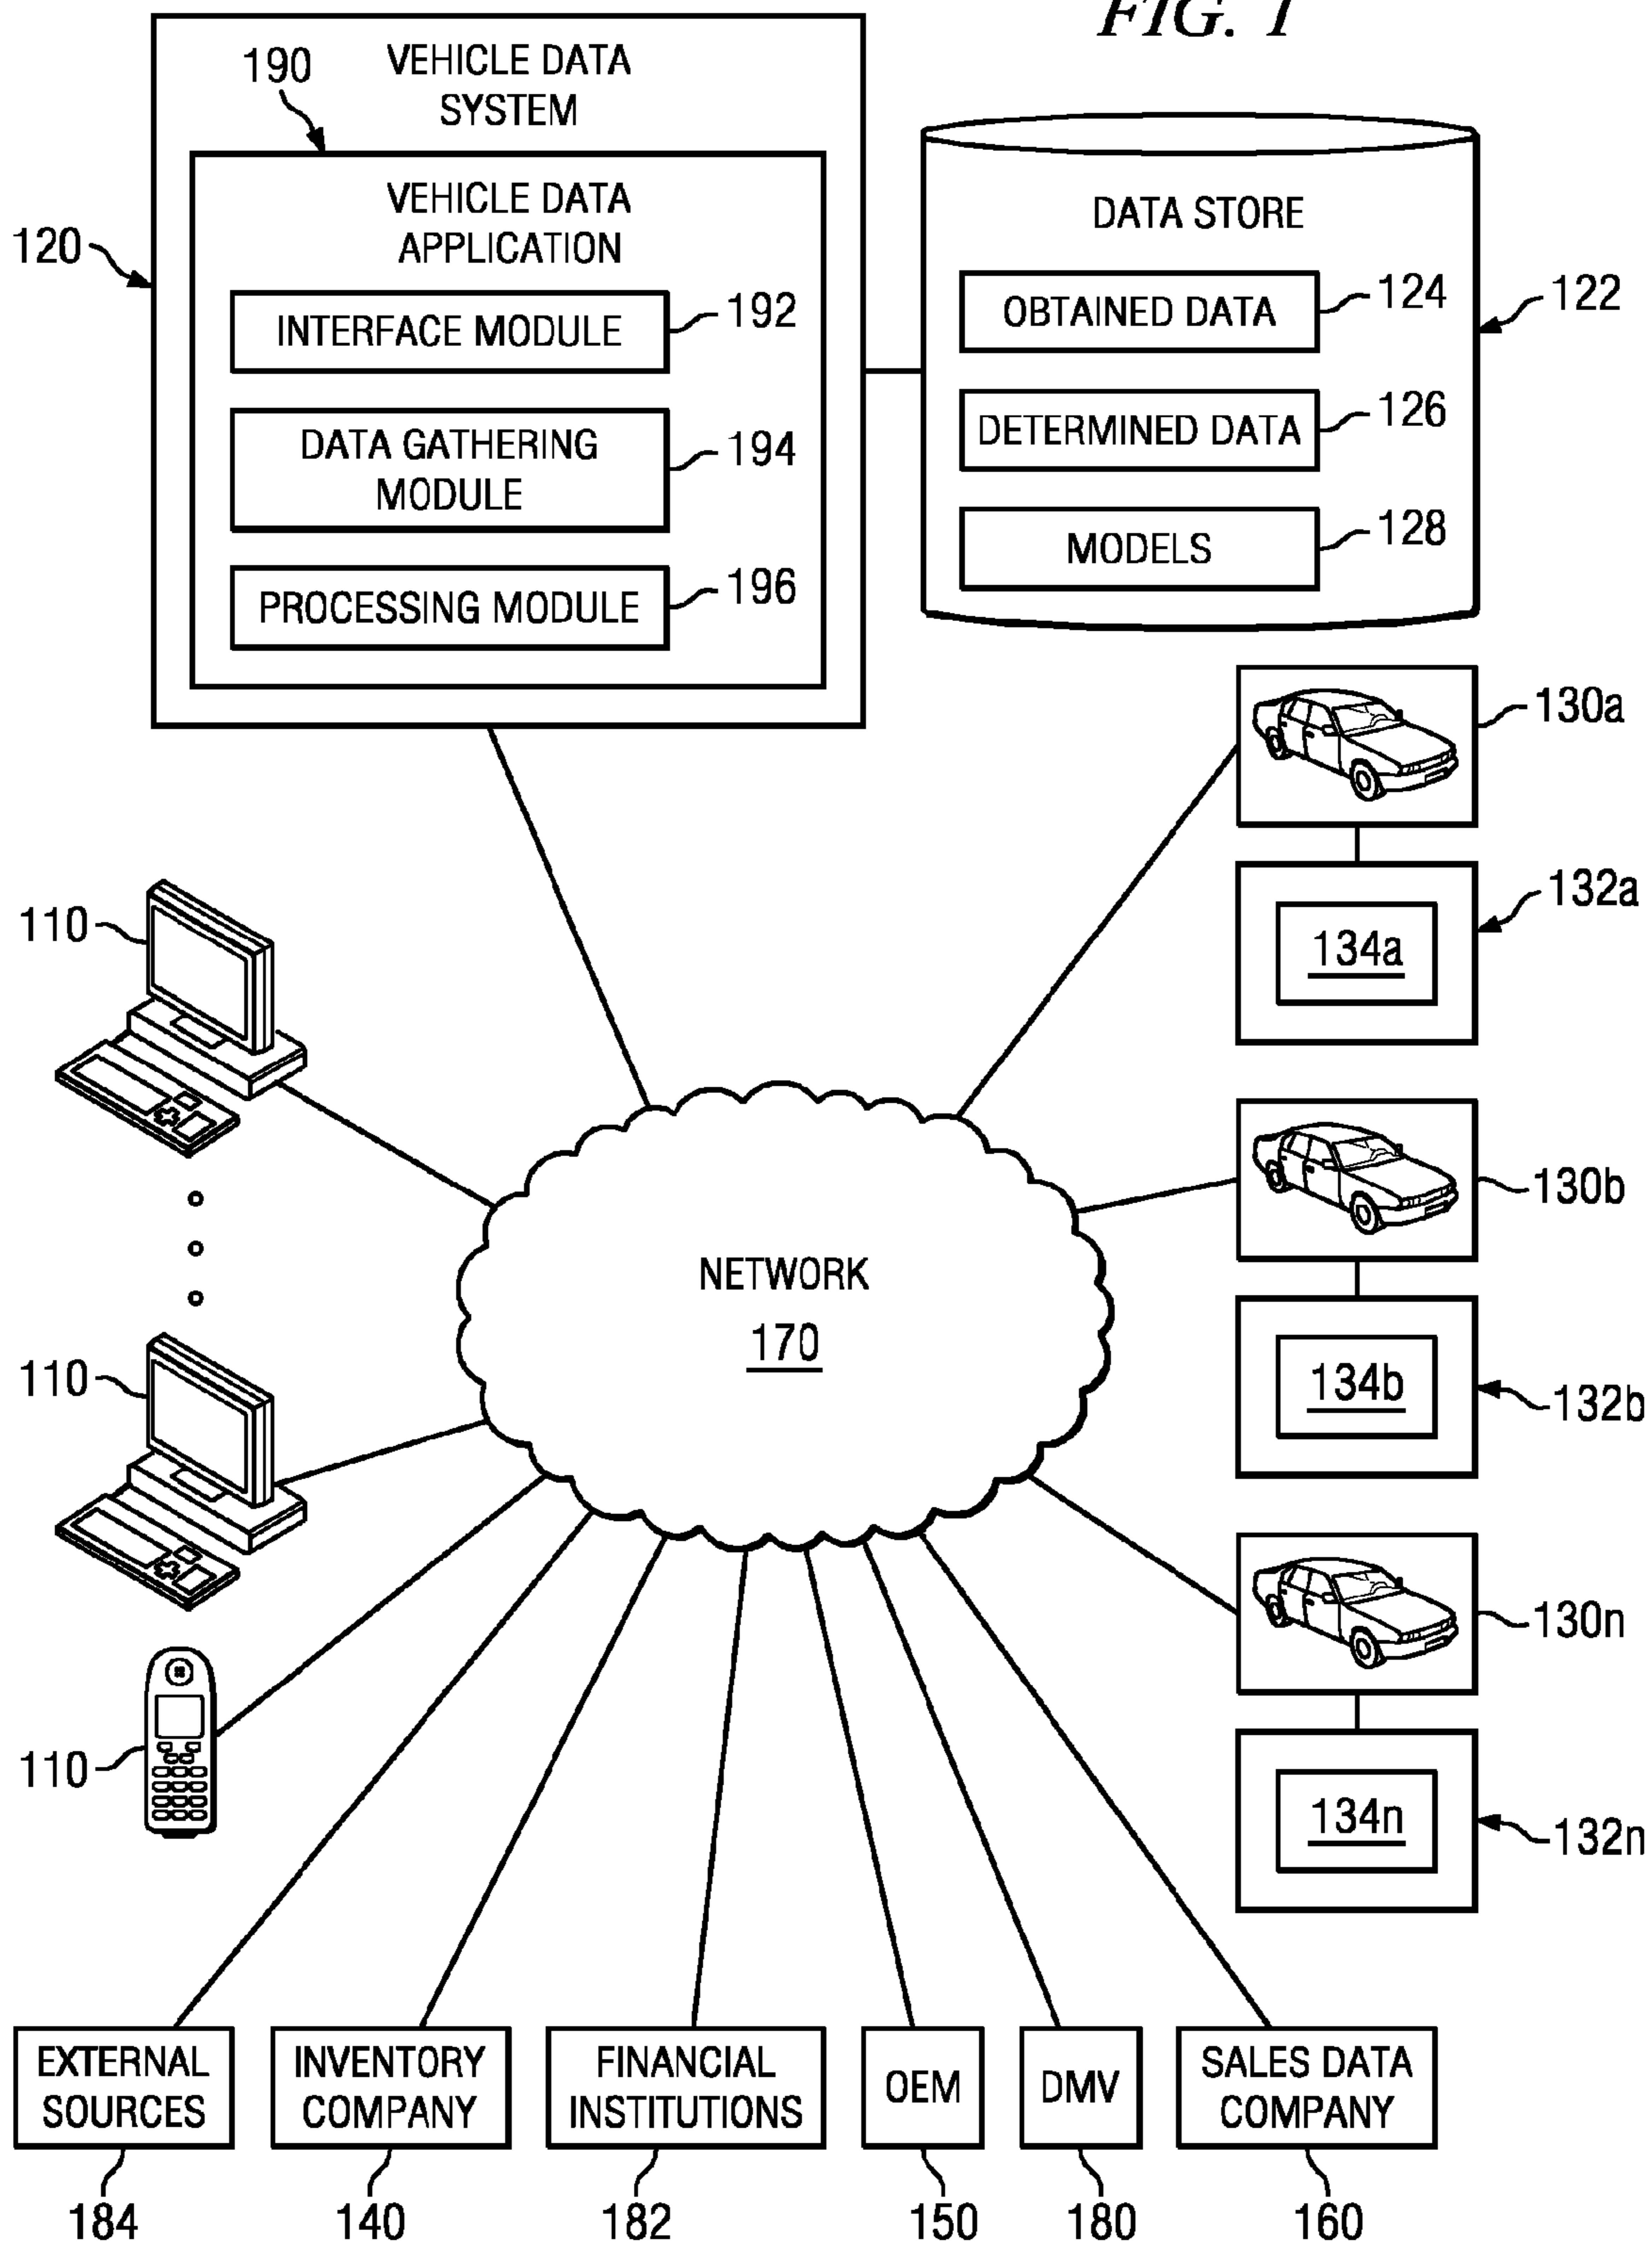 FIG. 1
190
VEHICLE DATA
SYSTEM
VEHICLE DATA
APPLICATION
120
INTERFACE MODULE
192
DATA GATHERING
MODULE
194
PROCESSING MODULE
196
DATA STORE
OBTAINED DATA
124
122
DETERMINED DATA
126
MODELS
128
130a
132a
134a
110
130b
NETWORK
170
134b
132b
110
130n
110
134n
132n
EXTERNAL
SOURCES
INVENTORY
COMPANY
FINANCIAL
INSTITUTIONS
OEM
DMV
SALES DATA
COMPANY
184
140
182
150
180
160